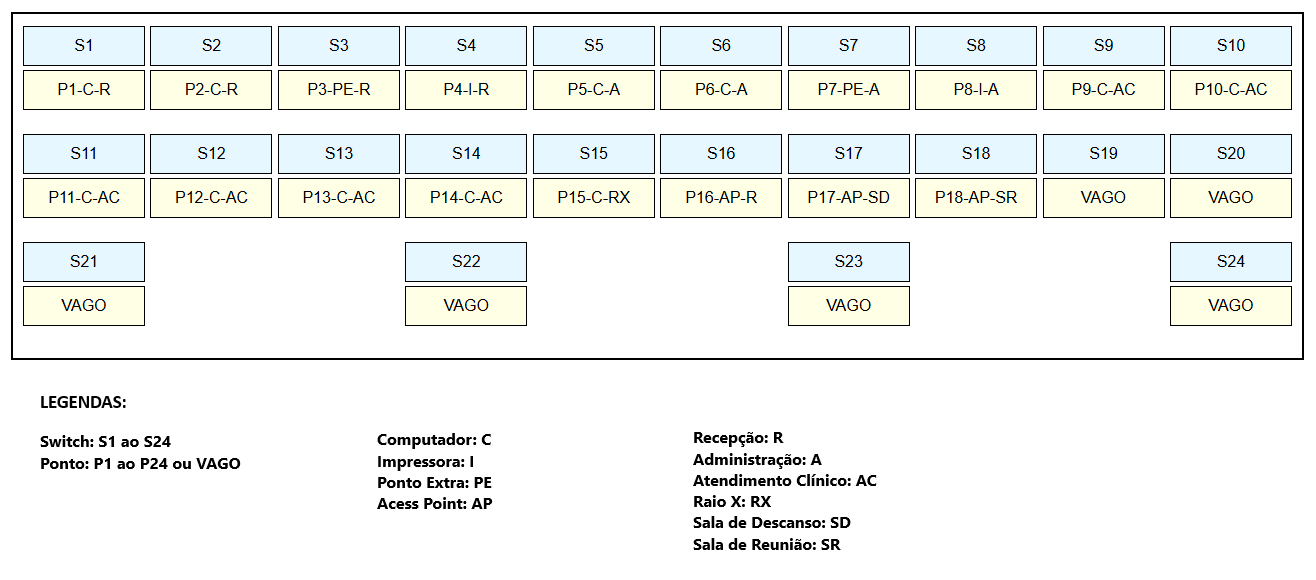 S1 S2 S3 S4 S5 S6 S7 S8 S9 S10
P1-C-R P2-C-R P3-PE-R P4-I-R P5-C-A P6-C-A P7-PE-A P8-I-A P9-C-AC P10-C-AC
S11 S12 S13 S14 S15 S16 S17 S18 S19 S20
P11-C-AC P12-C-AC P13-C-AC P14-C-AC P15-C-RX P16-AP-R P17-AP-SD P18-AP-SR VAGO VAGO
S21 S22 S23 S24
VAGO VAGO VAGO VAGO
LEGENDAS:
Switch: S1 ao S24
Ponto: P1 ao P24 ou VAGO
Computador: C
Impressora: I
Ponto Extra: PE
Acess Point: AP
Recepção: R
Administração: A
Atendimento Clínico: AC
Raio X: RX
Sala de Descanso: SD
Sala de Reunião: SR